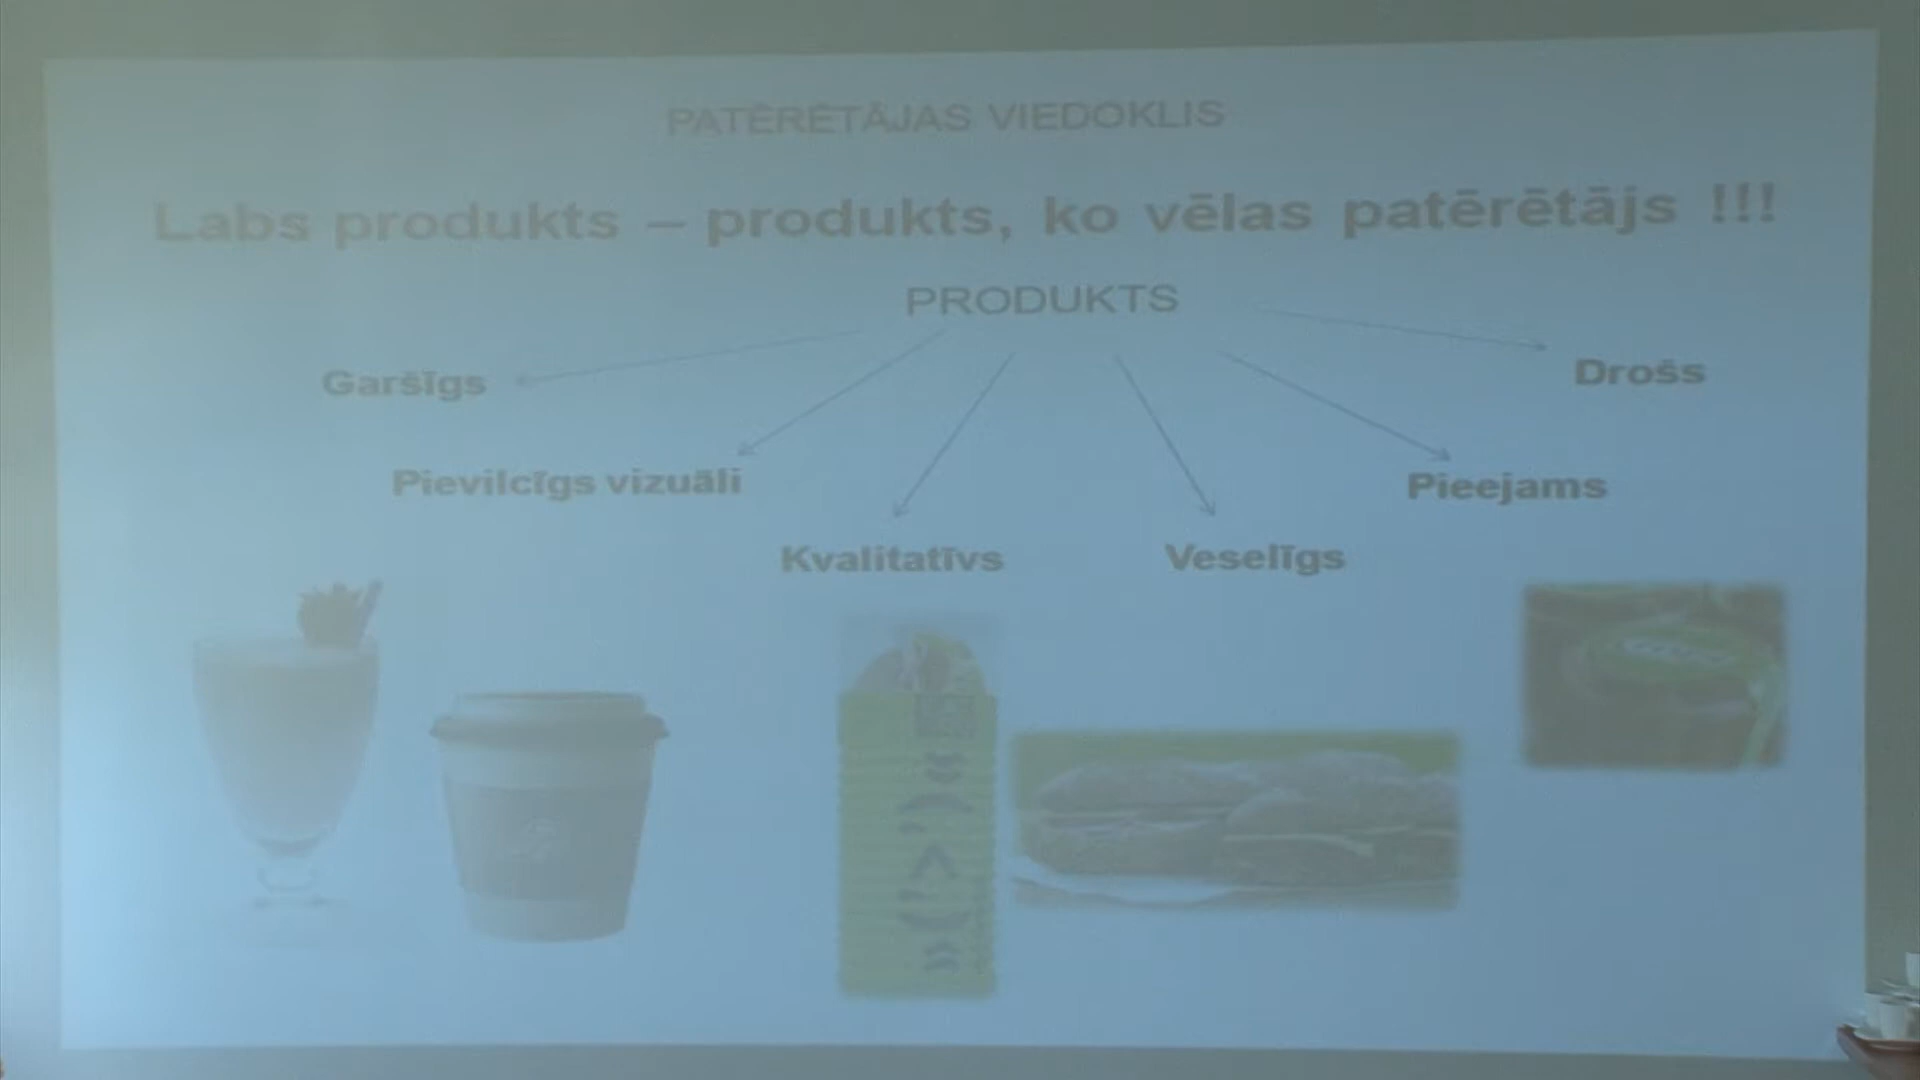 PATĒRĒTĀJAS VIEDOKLIS
Labs produkts – produkts, ko vēlas patērētājs !!!
PRODUKTS
Garšīgs
Drošs
Pievilcīgs vizuāli
Pieejams
Kvalitatīvs
Veselīgs